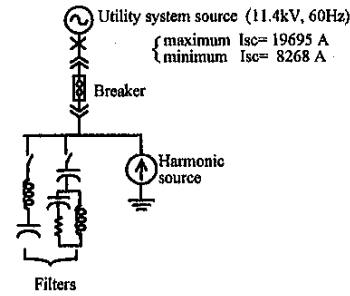 Utility system source (11.4kV, 60Hz)
maximum Isc= 19695 A
minimum Isc= 8268 A
Breaker
Harmonic
source
Filters